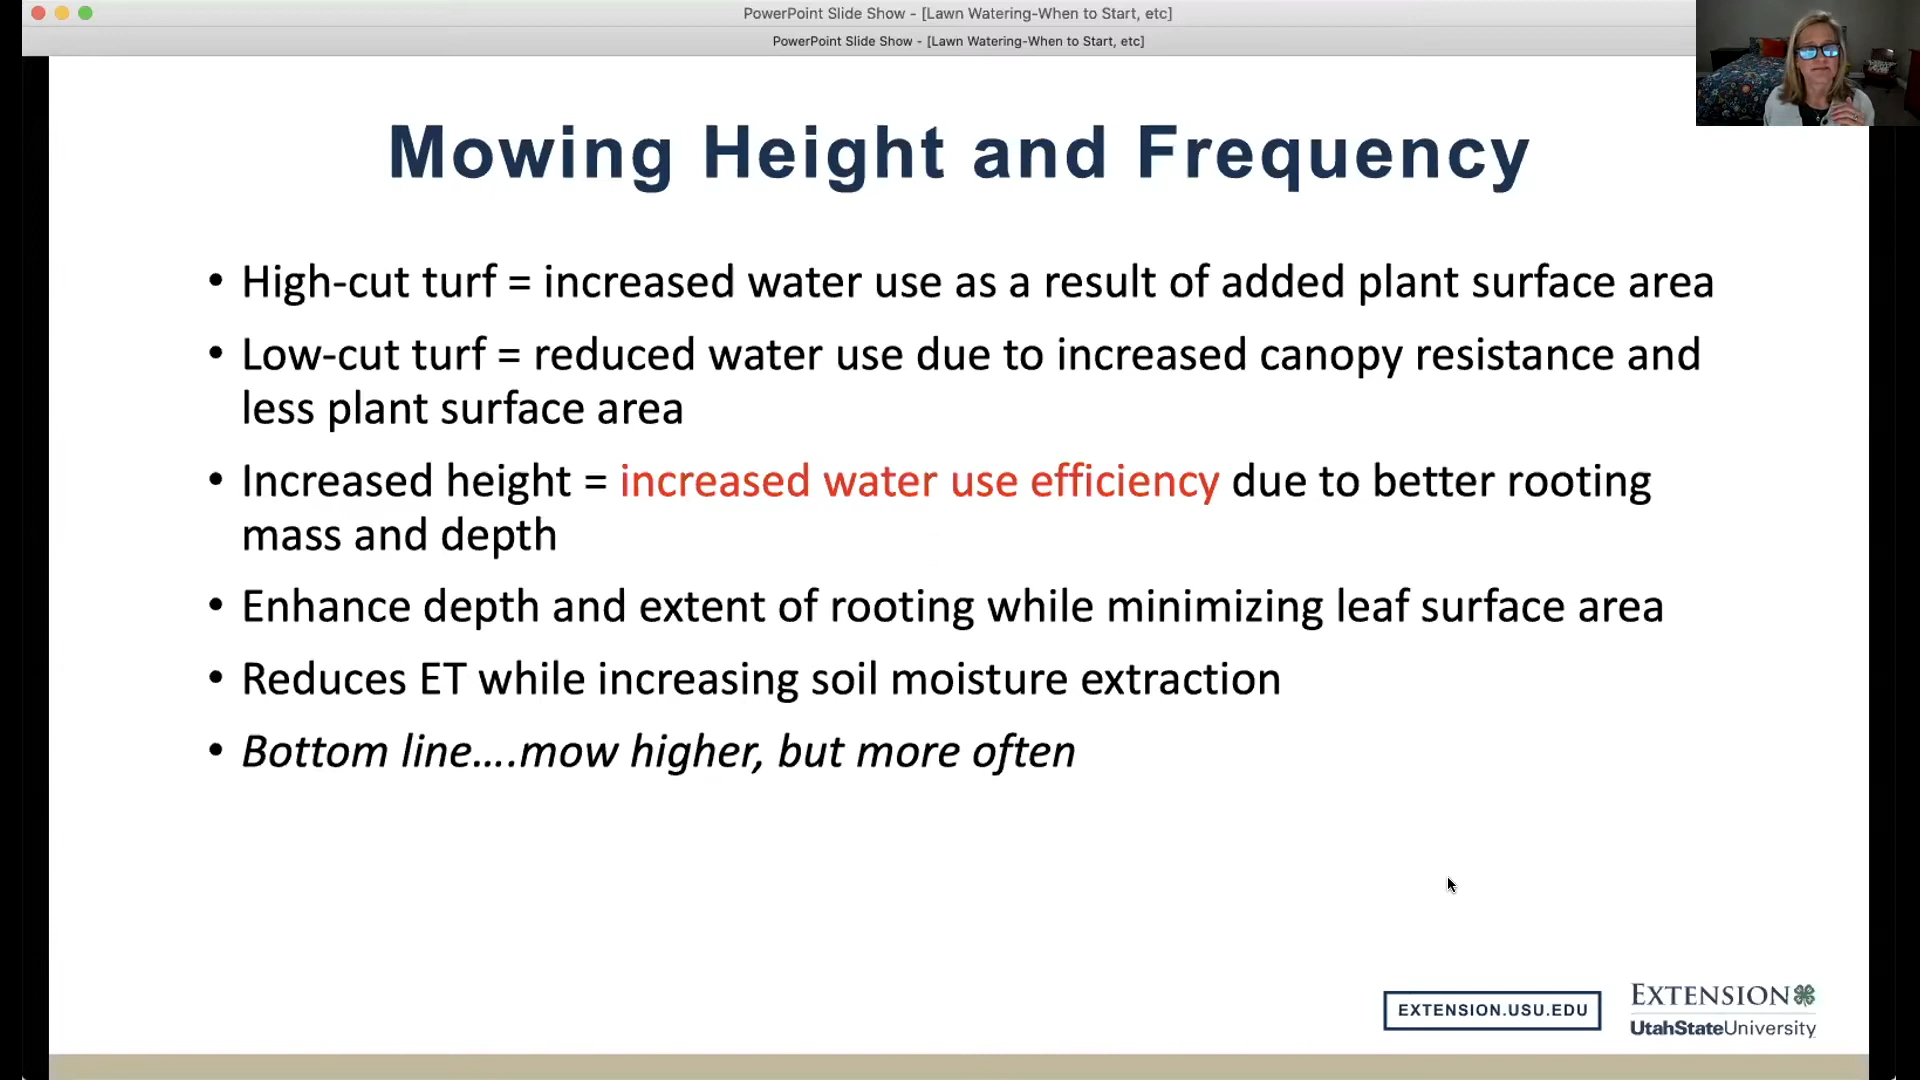 PowerPoint Slide Show - [Lawn Watering-When to Start, etc]
PowerPoint Slide Show - [Lawn Watering-When to Start, etc]
Mowing Height and Frequency
• High-cut turf = increased water use as a result of added plant surface area
• Low-cut turf = reduced water use due to increased canopy resistance and
less plant surface area
• Increased height = increased water use efficiency due to better rooting
mass and depth
• Enhance depth and extent of rooting while minimizing leaf surface area
• Reduces ET while increasing soil moisture extraction
• Bottom line....mow higher, but more often
EXTENSION.USU.EDU
EXTENSION
UtahStateUniversity